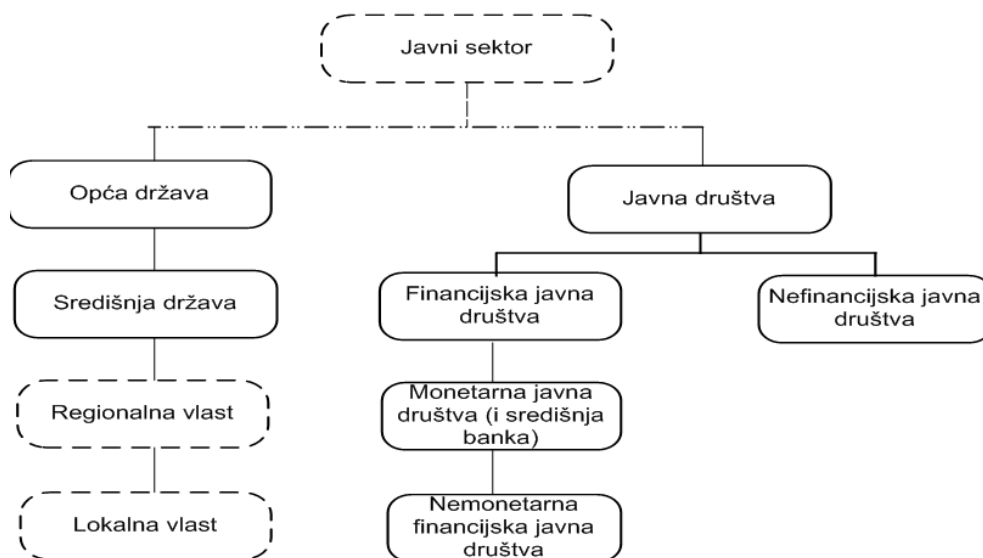 Javni sektor
Opća država
Javna društva
Središnja država
Financijska javna
društva
Nefinancijska javna
društva
Regionalna vlast
Monetarna javna
društva (i središnja
banka)
Lokalna vlast
Nemonetarna
financijska javna
društva